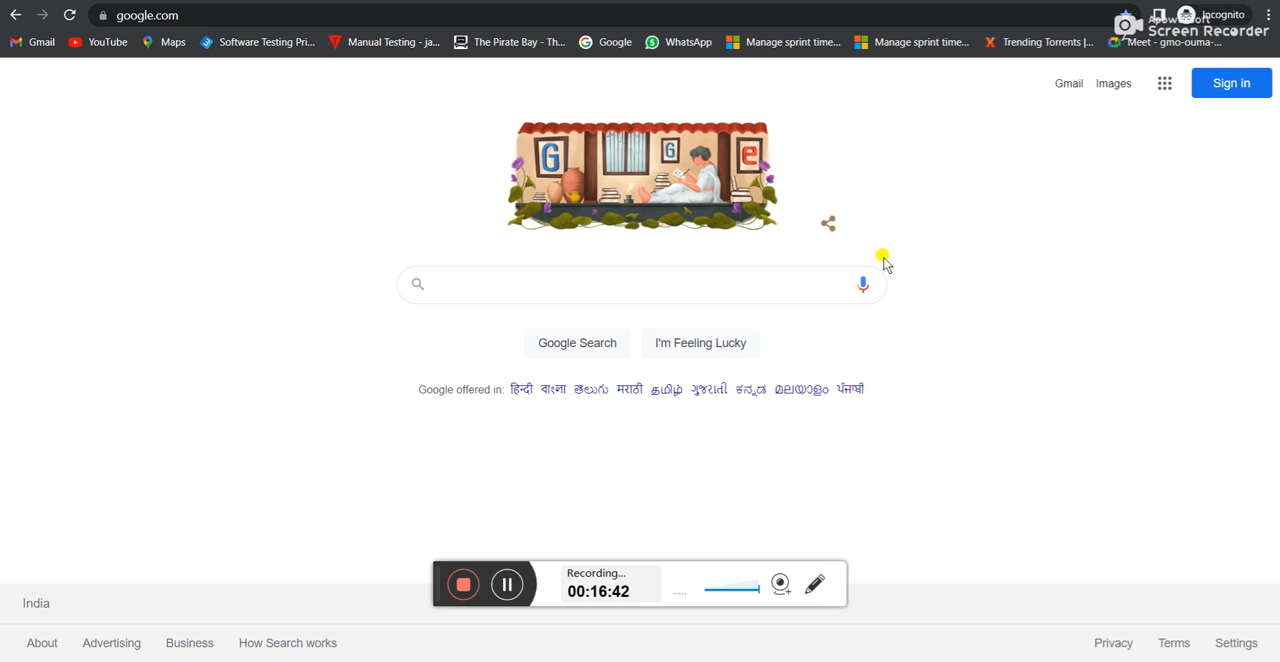 google.com
Incognito
Apowersoft
Screen Recorder
Gmail YouTube Maps Software Testing Pri... Manual Testing - ja... The Pirate Bay - Th... Google WhatsApp Manage sprint time... Manage sprint time... Trending Torrents |... Meet - gmo-ouma-...
Gmail Images Sign in
G G e
Google Search I'm Feeling Lucky
Google offered in: हिन्दी বাংলা తెలుగు मराठी தமிழ் ગુજરાતી ಕನ್ನಡ മലയാളം ਪੰਜਾਬੀ
Recording...
00:16:42
India
About Advertising Business How Search works Privacy Terms Settings